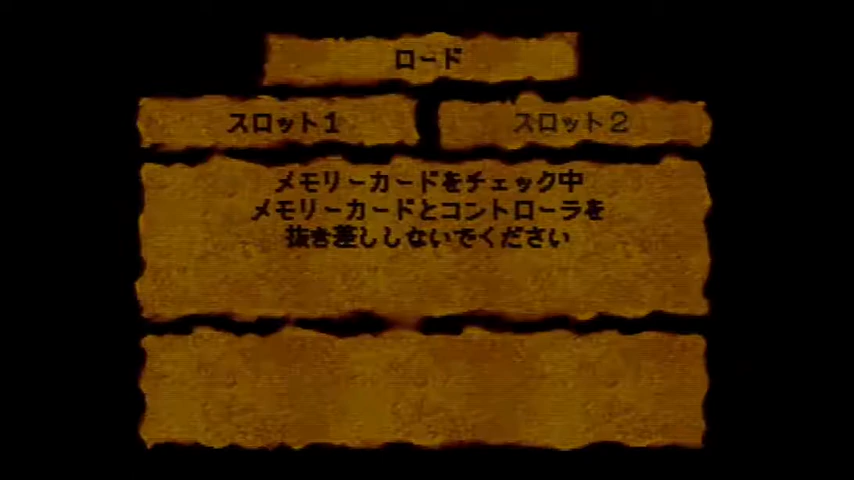 ロード
スロット1
スロット2
メモリーカードをチェック中
メモリーカードとコントローラを
抜き差ししないでください